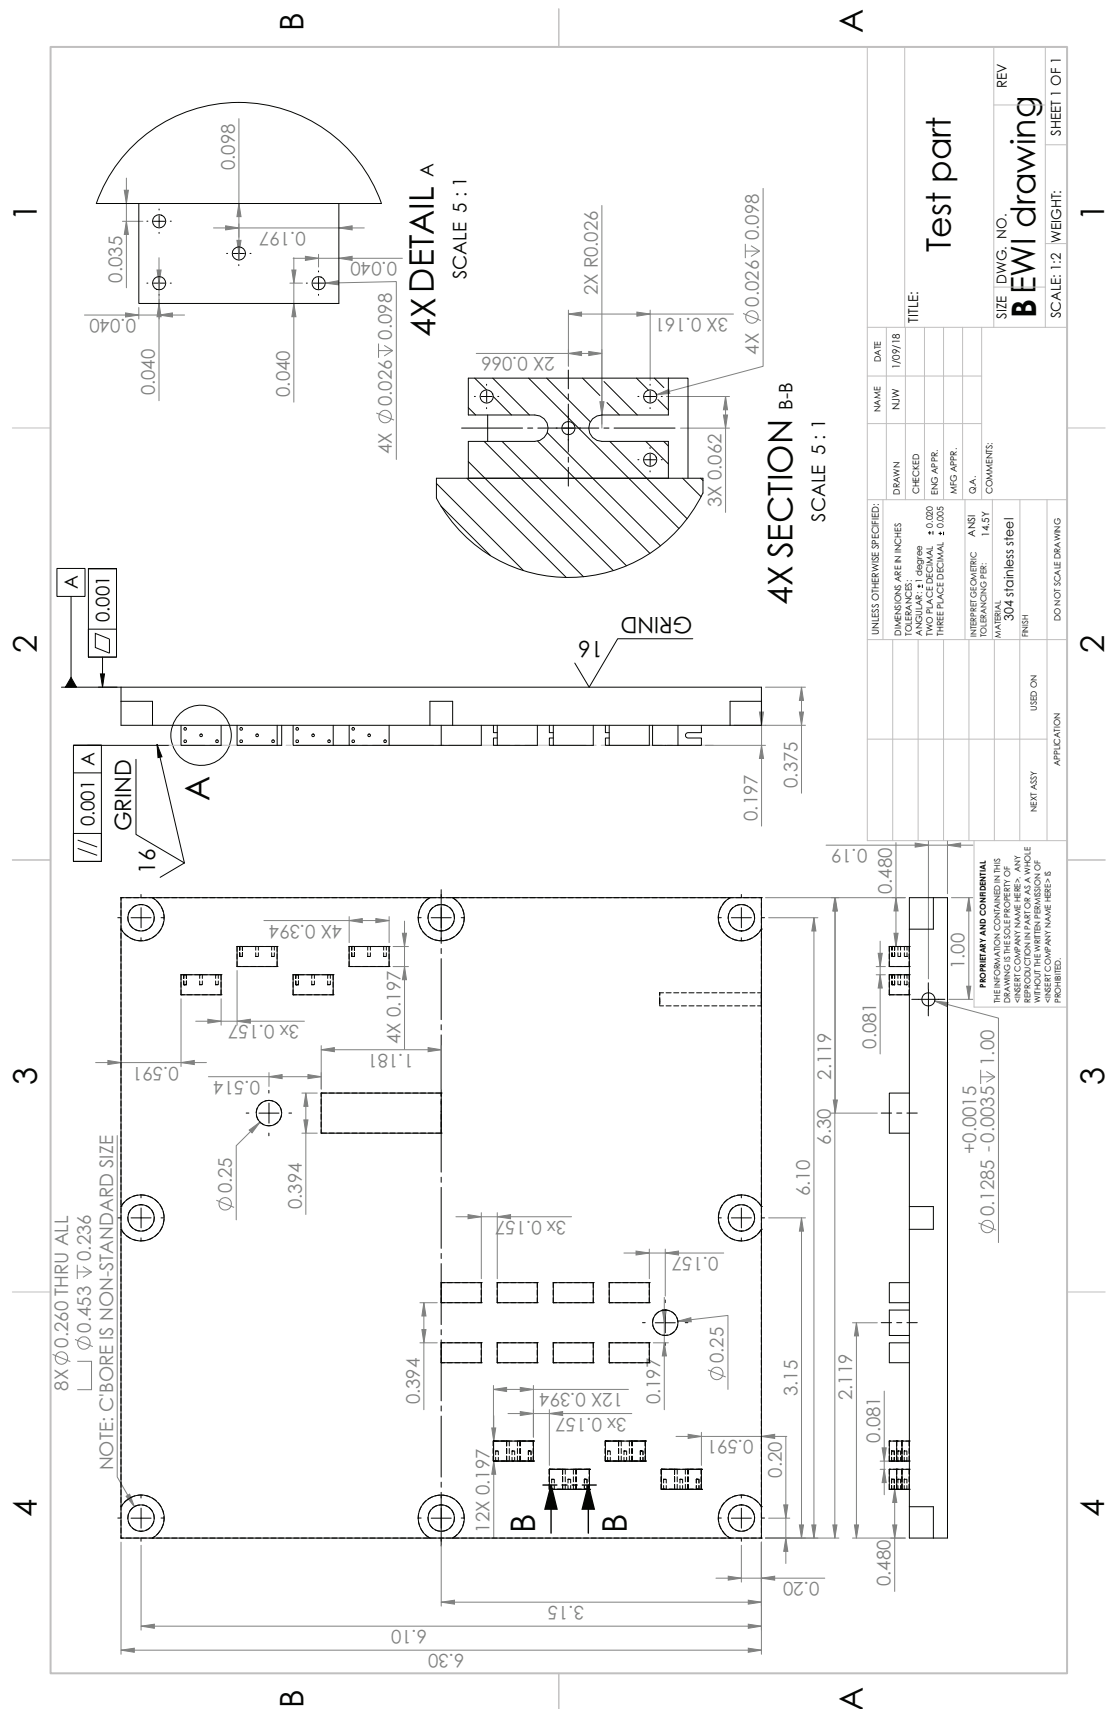 4
3
2
1
B
A
8X ⌀0.260 THRU ALL
⌴ ⌀0.453 ↧ 0.236
NOTE: C'BORE IS NON-STANDARD SIZE
6.30
6.10
3.15
0.20
0.20
3.15
6.10
6.30
12X 0.197
12X 0.394
3x 0.157
0.591
B
B
0.394
3x 0.157
0.157
0.197
⌀0.25
⌀0.25
0.394
0.514
1.181
0.591
3x 0.157
4X 0.197
4X 0.394
0.480
0.081
2.119
2.119
⌀0.1285 +0.0015 -0.0035 ↧ 1.00
0.081
0.480
1.00
0.19
// 0.001 A
GRIND
16
A
⏥ 0.001
A
16
GRIND
0.197
0.375
0.040
0.035
0.098
0.197
0.040
0.040
0.040
4X ⌀0.026 ↧ 0.098
4X DETAIL A
SCALE 5 : 1
2X 0.066
2X R0.026
3X 0.161
3X 0.062
4X ⌀0.026 ↧ 0.098
4X SECTION B-B
SCALE 5 : 1
PROPRIETARY AND CONFIDENTIAL
THE INFORMATION CONTAINED IN THIS
DRAWING IS THE SOLE PROPERTY OF
<INSERT COMPANY NAME HERE>. ANY
REPRODUCTION IN PART OR AS A WHOLE
WITHOUT THE WRITTEN PERMISSION OF
<INSERT COMPANY NAME HERE> IS
PROHIBITED.
NEXT ASSY
USED ON
APPLICATION
UNLESS OTHERWISE SPECIFIED:
DIMENSIONS ARE IN INCHES
TOLERANCES:
ANGULAR: ±1 degree
TWO PLACE DECIMAL ± 0.020
THREE PLACE DECIMAL ± 0.005
INTERPRET GEOMETRIC ANSI
TOLERANCING PER: 14.5Y
MATERIAL
304 stainless steel
FINISH
DO NOT SCALE DRAWING
NAME
DATE
DRAWN
NJW
1/09/18
CHECKED
ENG APPR.
MFG APPR.
Q.A.
COMMENTS:
TITLE:
Test part
SIZE
DWG. NO.
REV
B EWI drawing
SCALE: 1:2
WEIGHT:
SHEET 1 OF 1
B
A
4
3
2
1